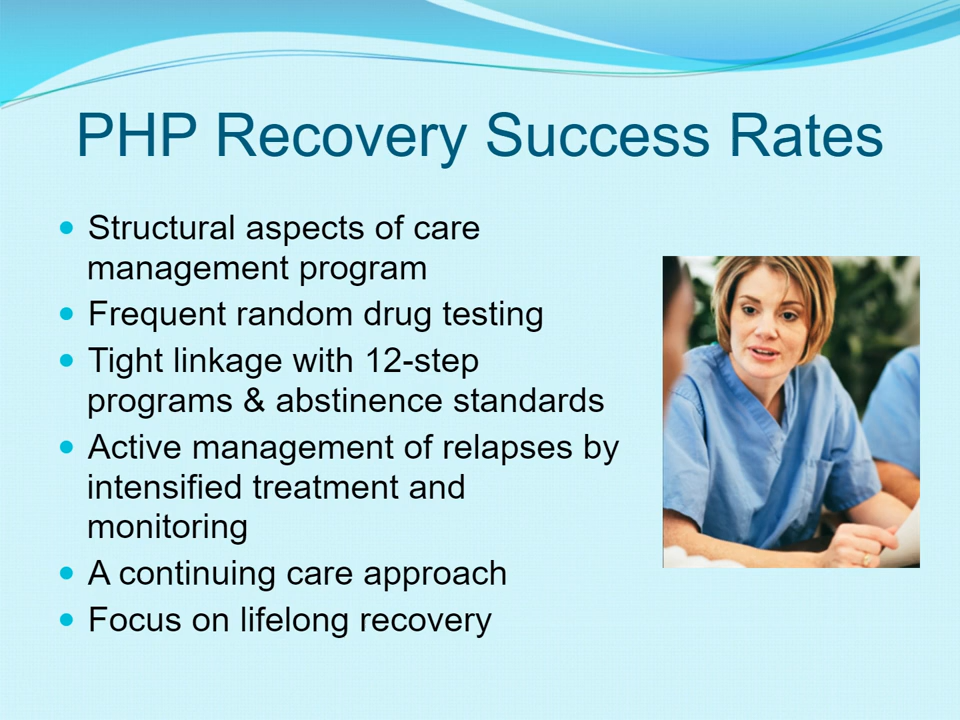 PHP Recovery Success Rates
• Structural aspects of care
management program
• Frequent random drug testing
• Tight linkage with 12-step
programs & abstinence standards
• Active management of relapses by
intensified treatment and
monitoring
• A continuing care approach
• Focus on lifelong recovery